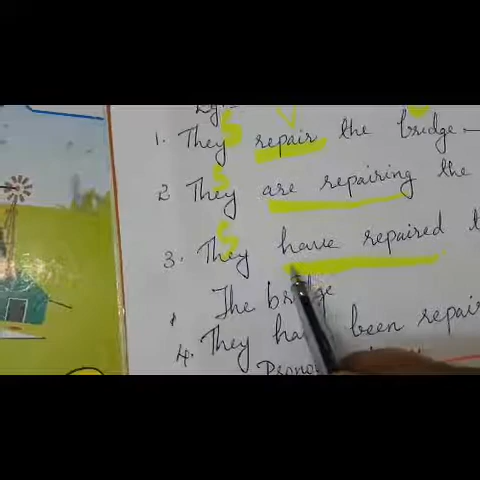 S V O
1. They repair the bridge.
S
2 They are repairing the
S
3. They have repaired
The bridge
4. They have been repair
Prono